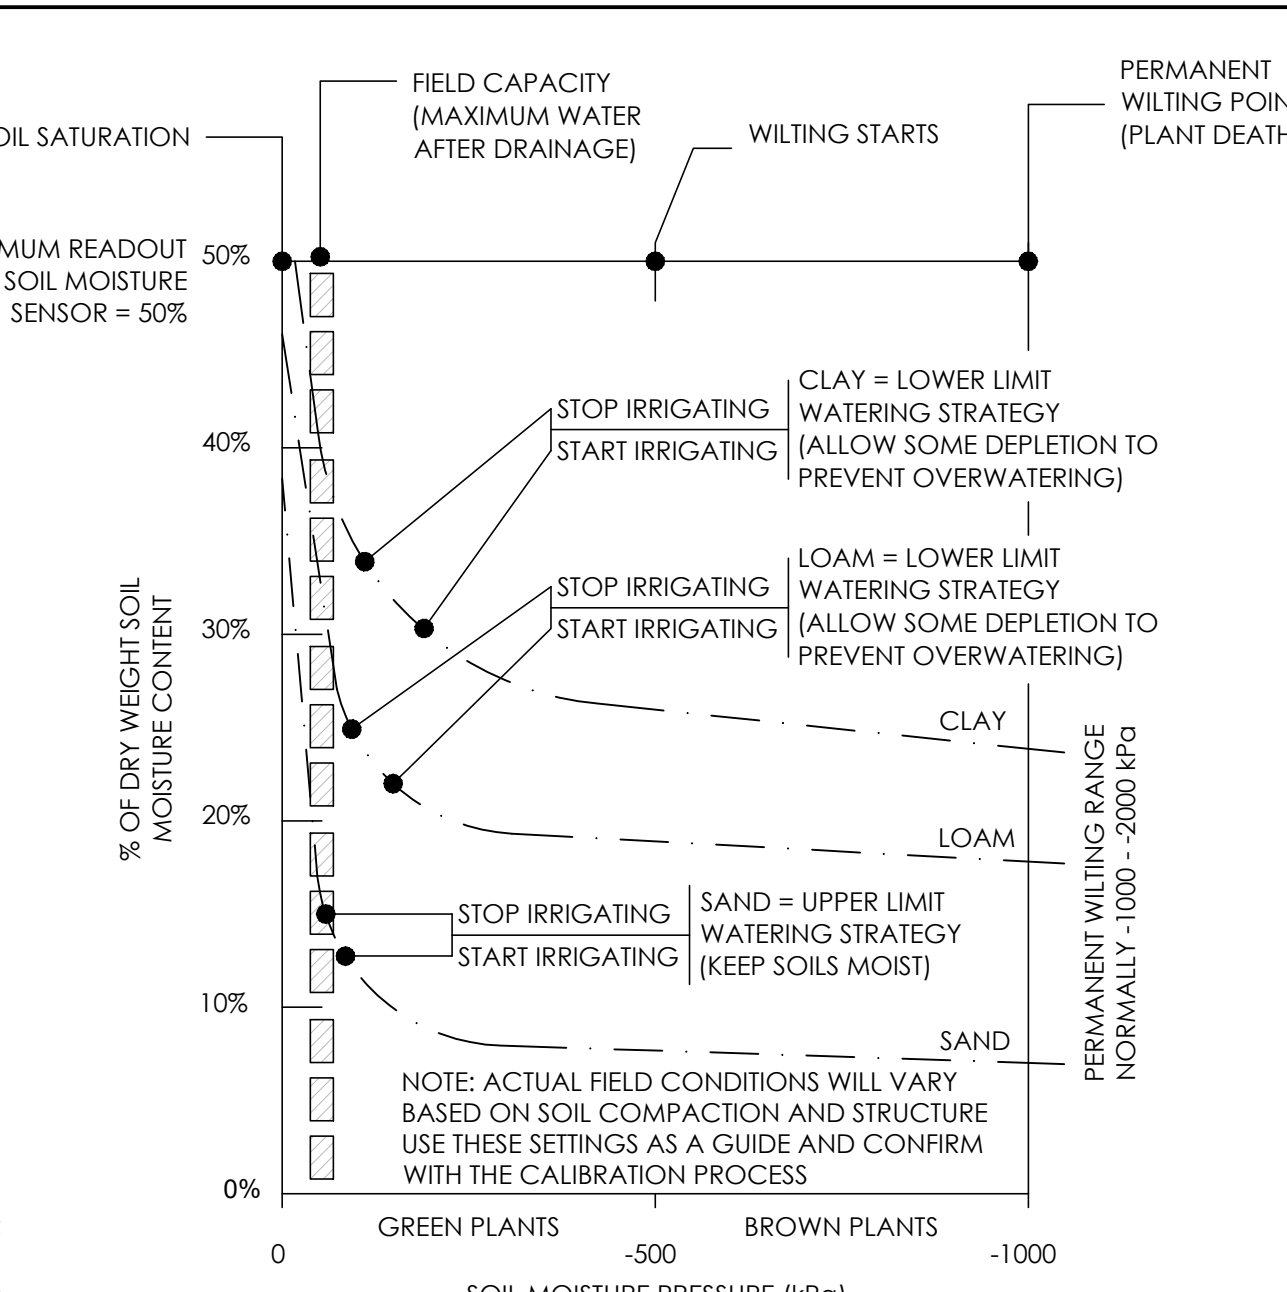 FIELD CAPACITY
(MAXIMUM WATER
AFTER DRAINAGE)
PERMANENT
WILTING
(PLANT
SATURATION
WILTING STARTS
READOUT
SOIL MOISTURE
SENSOR = 50%
50%
40%
30%
20%
10%
0%
% OF DRY WEIGHT SOIL
MOISTURE CONTENT
STOP IRRIGATING
START IRRIGATING
CLAY = LOWER LIMIT
WATERING STRATEGY
(ALLOW SOME DEPLETION TO
PREVENT OVERWATERING)
STOP IRRIGATING
START IRRIGATING
LOAM = LOWER LIMIT
WATERING STRATEGY
(ALLOW SOME DEPLETION TO
PREVENT OVERWATERING)
CLAY
LOAM
STOP IRRIGATING
START IRRIGATING
SAND = UPPER LIMIT
WATERING STRATEGY
(KEEP SOILS MOIST)
SAND
PERMANENT WILTING RANGE
NORMALLY -1000 - -2000 kPa
NOTE: ACTUAL FIELD CONDITIONS WILL VARY
BASED ON SOIL COMPACTION AND STRUCTURE
USE THESE SETTINGS AS A GUIDE AND CONFIRM
WITH THE CALIBRATION PROCESS
GREEN PLANTS
BROWN PLANTS
0
-500
-1000
SOIL MOISTURE PRESSURE (kPa)